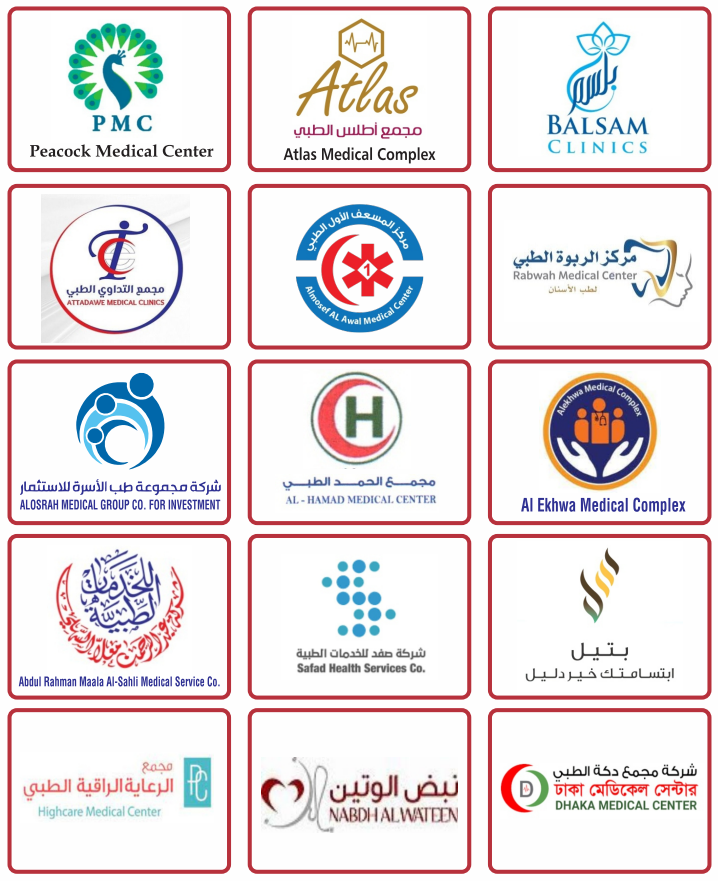 PMC
Peacock Medical Center
Atlas
مجمع أطلس الطبي
Atlas Medical Complex
بلسم
BALSAM
CLINICS
مجمع التداوي الطبي
ATTADAWE MEDICAL CLINICS
مركز المسعف الأول الطبي
1
Almosef AL Awal Medical Center
مركز الربوة الطبي
Rabwah Medical Center
لطب الأسنان
شركة مجموعة طب الأسرة للاستثمار
ALOSRAH MEDICAL GROUP CO. FOR INVESTMENT
H
مجمـــع الحمـــد الطبـــي
AL - HAMAD MEDICAL CENTER
Alekhwa Medical Complex
Al Ekhwa Medical Complex
للخدمات
الطبية
Abdul Rahman Maala Al-Sahli Medical Service Co.
شركة صفد للخدمات الطبية
Safad Health Services Co.
بتيل
ابتسامتك خير دليل
مجمع
الرعاية الراقية الطبي
Highcare Medical Center
نبض الوتين
NABDH ALWATEEN
D
شركة مجمع دكة الطبي
ঢাকা মেডিকেল সেন্টার
DHAKA MEDICAL CENTER